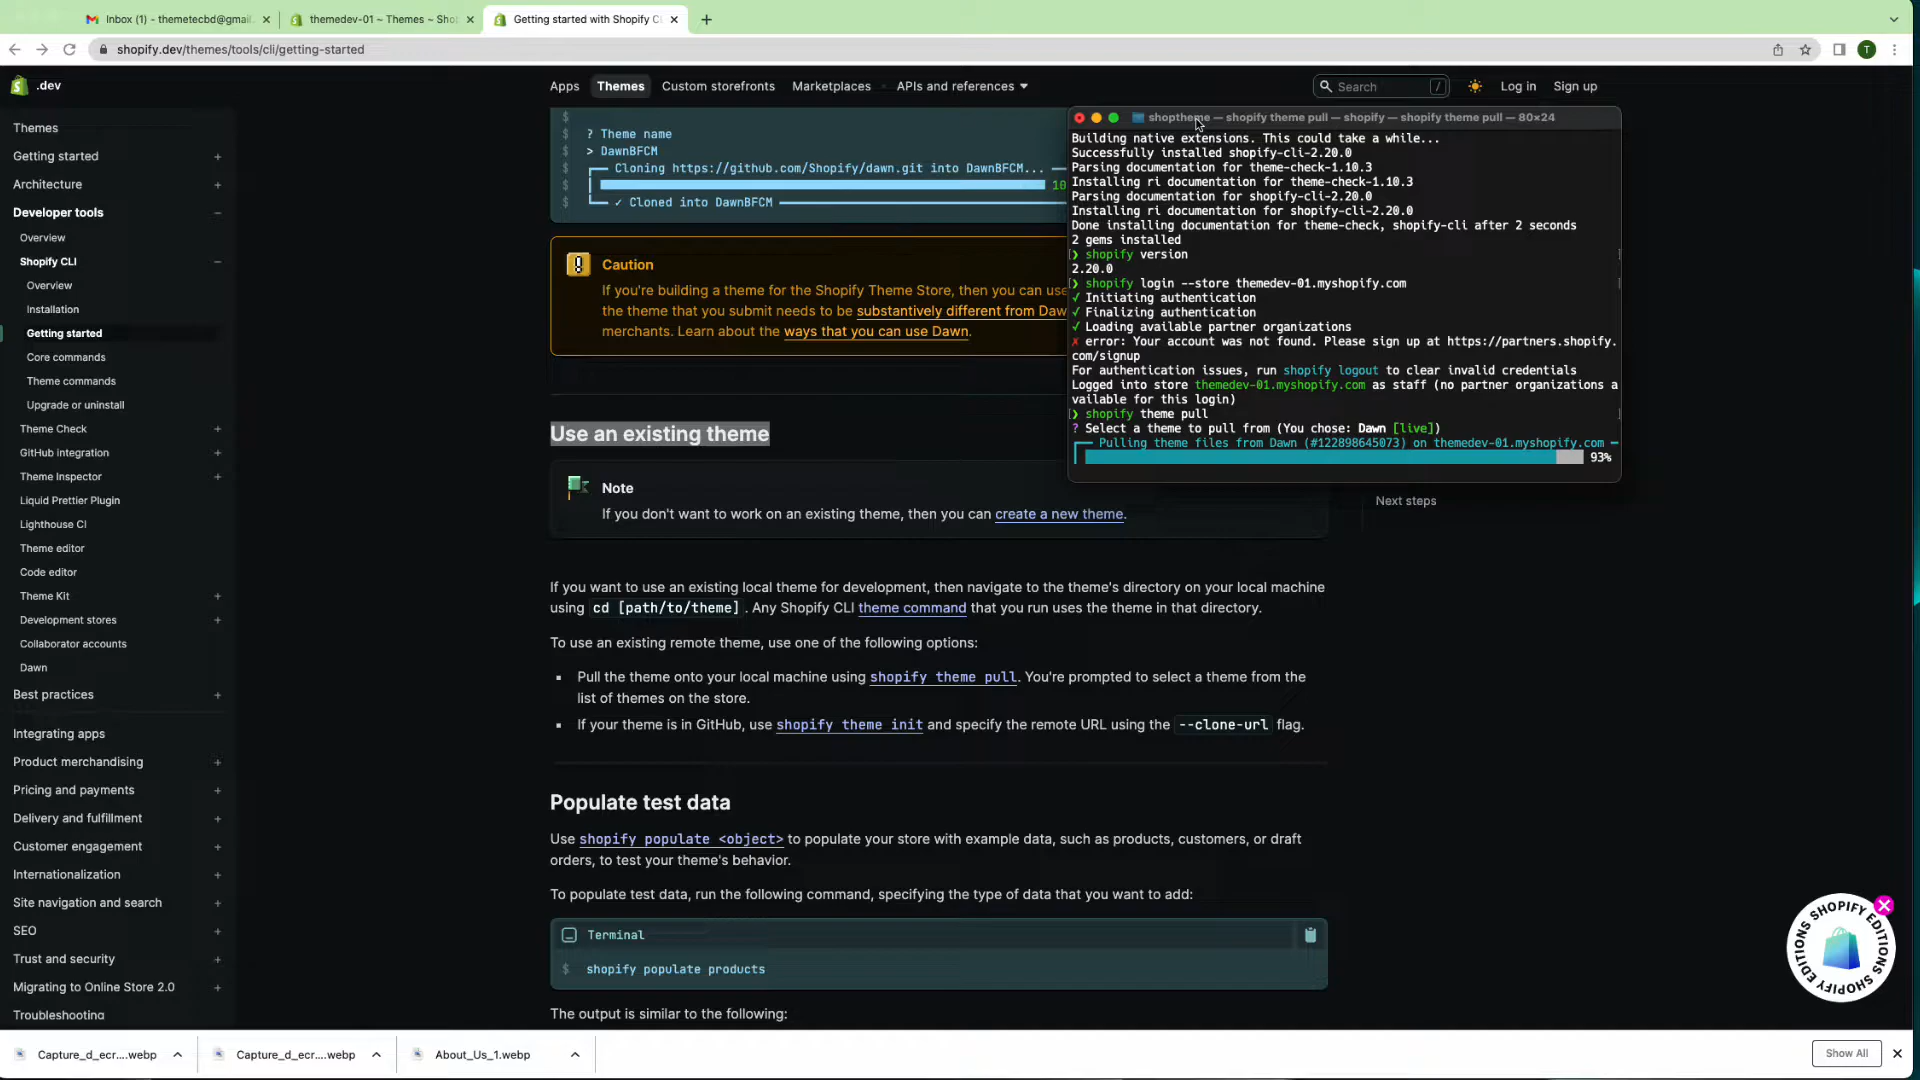 Inbox (1) - themetecbd@gmail.
themedev-01 ~ Themes ~ Sho
Getting started with Shopify C
shopify.dev/themes/tools/cli/getting-started
T
.dev
Apps
Themes
Custom storefronts
Marketplaces
APIs and references
Search
/
Log in
Sign up
Themes
Getting started
Architecture
Developer tools
Overview
Shopify CLI
Overview
Installation
Getting started
Core commands
Theme commands
Upgrade or uninstall
Theme Check
GitHub integration
Theme Inspector
Liquid Prettier Plugin
Lighthouse CI
Theme editor
Code editor
Theme Kit
Development stores
Collaborator accounts
Dawn
Best practices
Integrating apps
Product merchandising
Pricing and payments
Delivery and fulfillment
Customer engagement
Internationalization
Site navigation and search
SEO
Trust and security
Migrating to Online Store 2.0
Troubleshooting
$
$ ? Theme name
$ > DawnBFCM
$ Cloning https://github.com/Shopify/dawn.git into DawnBFCM...
$ 10
$ ✓ Cloned into DawnBFCM
Caution
If you're building a theme for the Shopify Theme Store, then you can use
the theme that you submit needs to be substantively different from Daw
merchants. Learn about the ways that you can use Dawn.
Use an existing theme
Note
If you don't want to work on an existing theme, then you can create a new theme.
If you want to use an existing local theme for development, then navigate to the theme's directory on your local machine
using cd [path/to/theme]. Any Shopify CLI theme command that you run uses the theme in that directory.
To use an existing remote theme, use one of the following options:
Pull the theme onto your local machine using shopify theme pull. You're prompted to select a theme from the
list of themes on the store.
If your theme is in GitHub, use shopify theme init and specify the remote URL using the --clone-url flag.
Populate test data
Use shopify populate <object> to populate your store with example data, such as products, customers, or draft
orders, to test your theme's behavior.
To populate test data, run the following command, specifying the type of data that you want to add:
Terminal
$ shopify populate products
The output is similar to the following:
shoptheme — shopify theme pull — shopify — shopify theme pull — 80×24
Building native extensions. This could take a while...
Successfully installed shopify-cli-2.20.0
Parsing documentation for theme-check-1.10.3
Installing ri documentation for theme-check-1.10.3
Parsing documentation for shopify-cli-2.20.0
Installing ri documentation for shopify-cli-2.20.0
Done installing documentation for theme-check, shopify-cli after 2 seconds
2 gems installed
❯ shopify version
2.20.0
❯ shopify login --store themedev-01.myshopify.com
✓ Initiating authentication
✓ Finalizing authentication
✓ Loading available partner organizations
✗ error: Your account was not found. Please sign up at https://partners.shopify.
com/signup
For authentication issues, run shopify logout to clear invalid credentials
Logged into store themedev-01.myshopify.com as staff (no partner organizations a
vailable for this login)
❯ shopify theme pull
? Select a theme to pull from (You chose: Dawn [live])
Pulling theme files from Dawn (#122898645073) on themedev-01.myshopify.com
93%
Next steps
SHOPIFY EDITIONS SHOPIFY EDITIONS
Capture_d_ecr....webp
Capture_d_ecr....webp
About_Us_1.webp
Show All